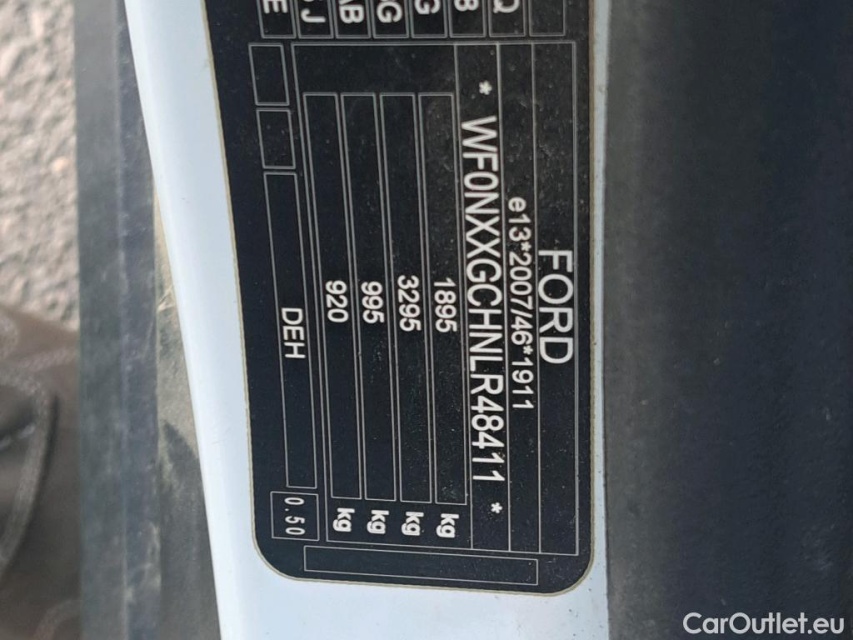 FORD
e13*2007/46*1911
* WF0NXXGCHNLR48411 *
1895 kg
3295 kg
995 kg
920 kg
DEH 0.50
CarOutlet.eu